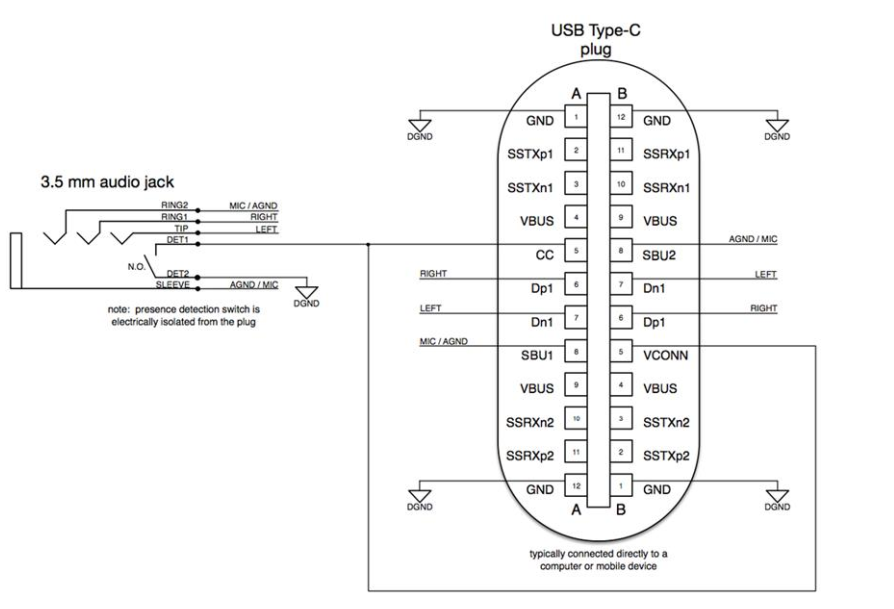 USB Type-C
plug
A B
GND 1 12 GND
DGND DGND
SSTXp1 2 11 SSRXp1
SSTXn1 3 10 SSRXn1
VBUS 4 9 VBUS
CC 5 8 SBU2
AGND / MIC
RIGHT
Dp1 6 7 Dn1
LEFT
LEFT
Dn1 7 6 Dp1
RIGHT
MIC / AGND
SBU1 8 5 VCONN
VBUS 9 4 VBUS
SSRXn2 10 3 SSTXn2
SSRXp2 11 2 SSTXp2
GND 12 1 GND
DGND DGND
A B
typically connected directly to a
computer or mobile device
3.5 mm audio jack
RING2 MIC / AGND
RING1 RIGHT
TIP LEFT
DET1
N.O.
DET2
SLEEVE AGND / MIC
DGND
note: presence detection switch is
electrically isolated from the plug